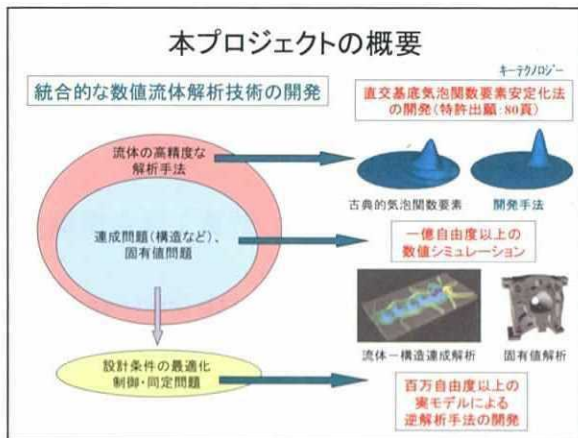 本プロジェクトの概要
キーテクノロジー
統合的な数値流体解析技術の開発
直交基底気泡関数要素安定化法
の開発(特許出願:80頁)
流体の高精度な
解析手法
古典的気泡関数要素
開発手法
連成問題(構造など)、
固有値問題
一億自由度以上の
数値シミュレーション
流体-構造連成解析
固有値解析
設計条件の最適化
制御・同定問題
百万自由度以上の
実モデルによる
逆解析手法の開発